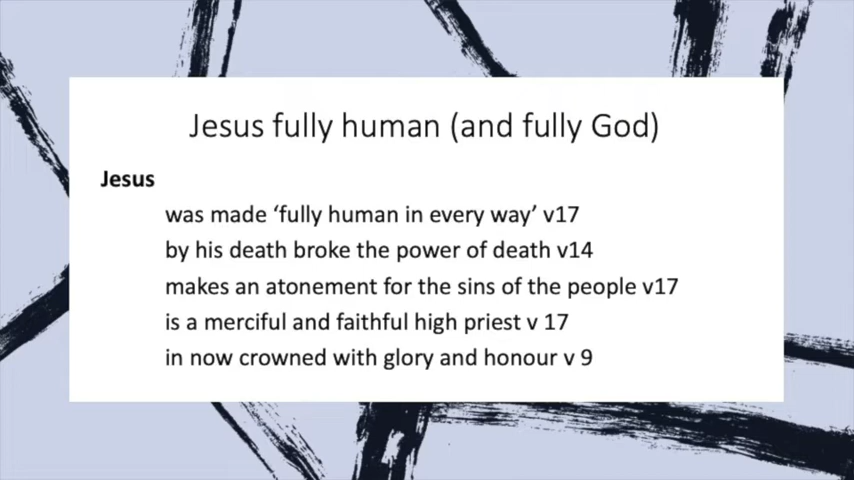 Jesus fully human (and fully God)
Jesus
was made ‘fully human in every way’ v17
by his death broke the power of death v14
makes an atonement for the sins of the people v17
is a merciful and faithful high priest v 17
in now crowned with glory and honour v 9